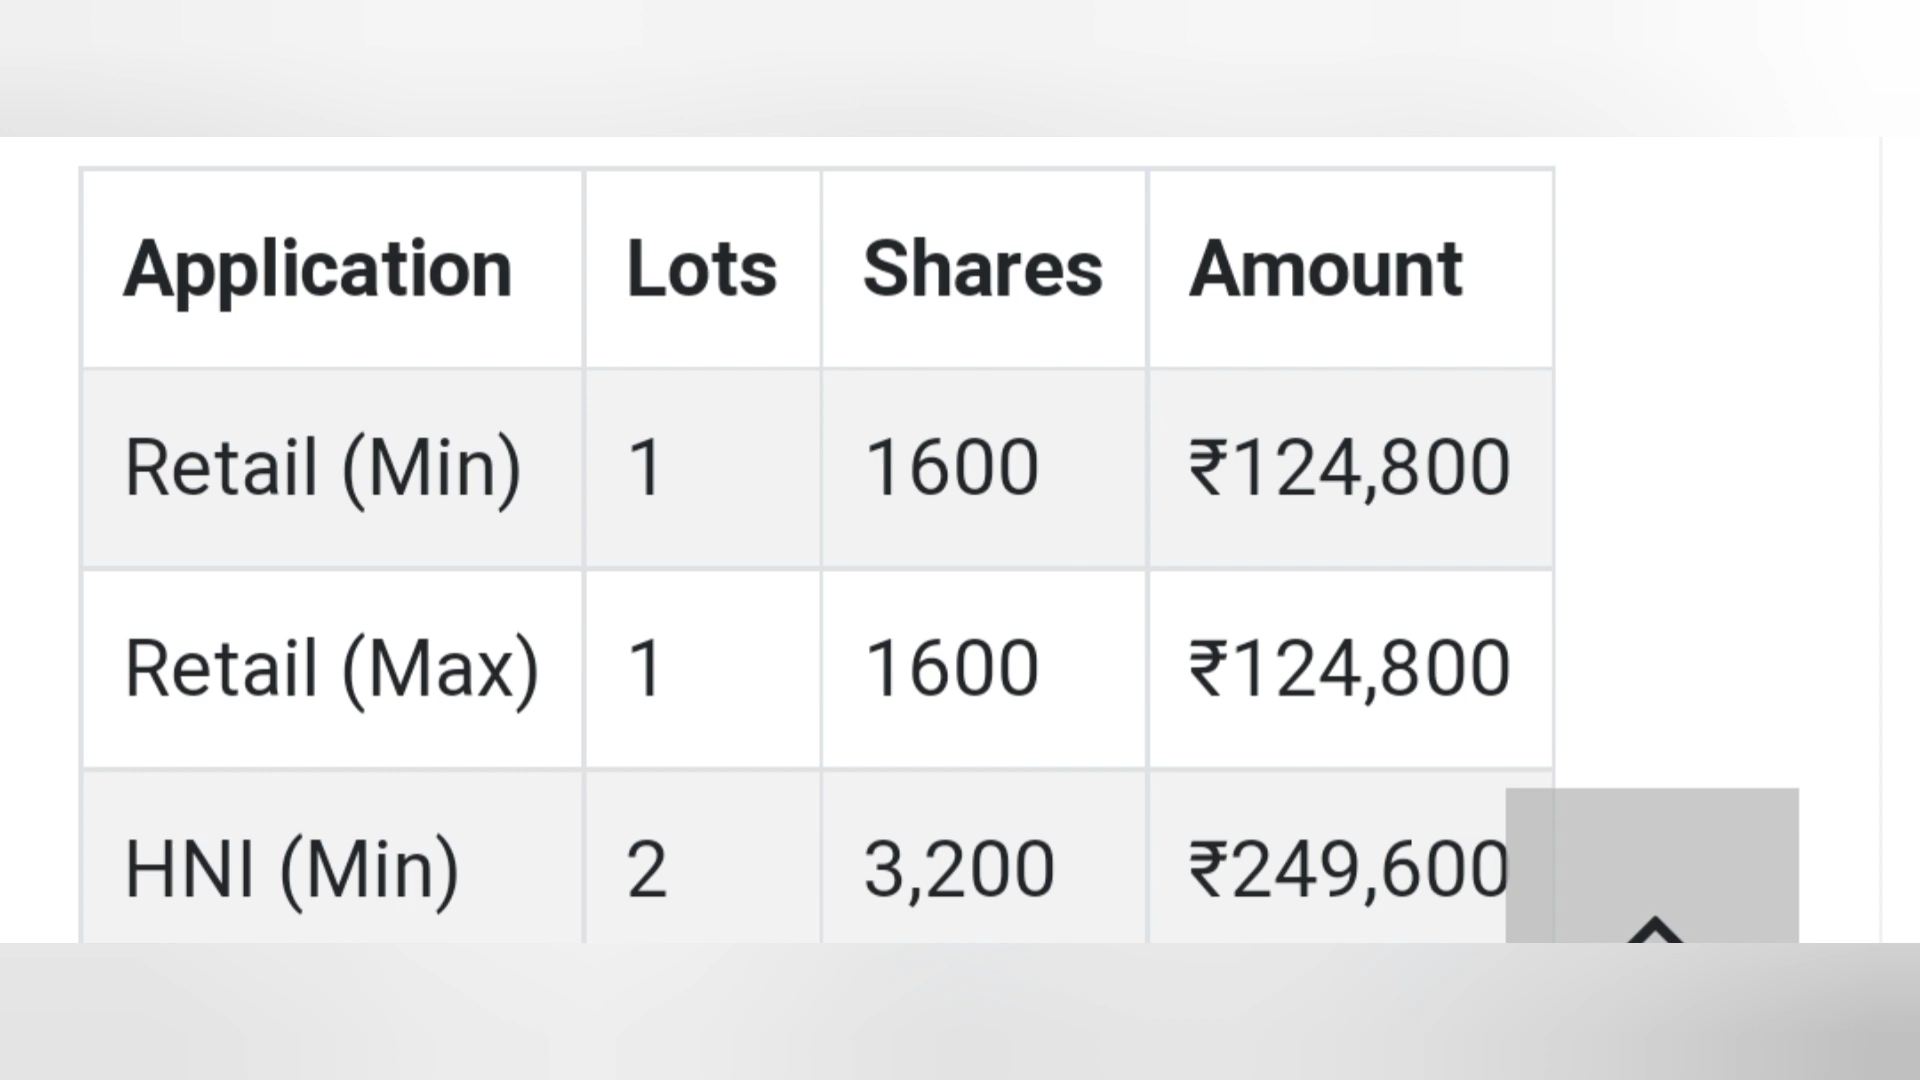 Application Lots Shares Amount
Retail (Min) 1 1600 ₹124,800
Retail (Max) 1 1600 ₹124,800
HNI (Min) 2 3,200 ₹249,600